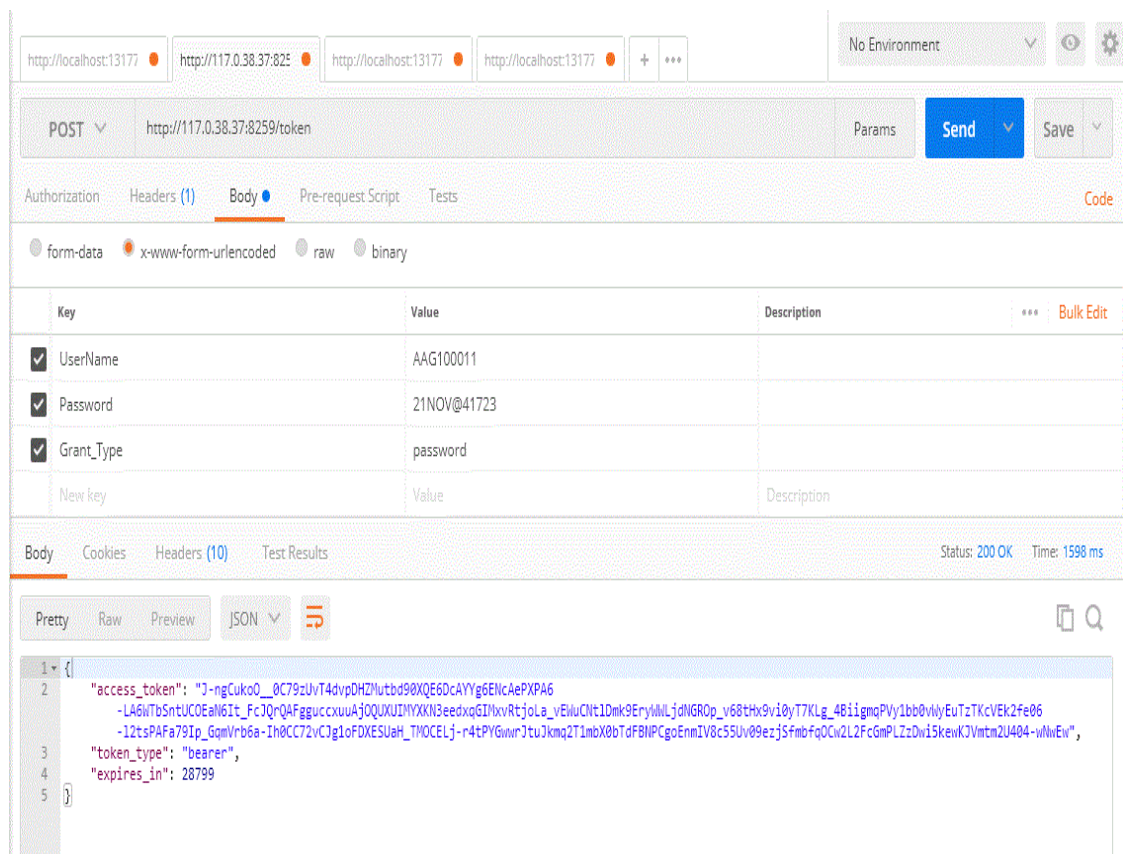 http://localhost:13177
http://117.0.38.37:825
http://localhost:13177
http://localhost:13177
+ •••
No Environment
POST
http://117.0.38.37:8259/token
Params
Send
Save
Authorization Headers (1) Body Pre-request Script Tests Code
form-data x-www-form-urlencoded raw binary
Key Value Description ••• Bulk Edit
UserName AAG100011
Password 21NOV@41723
Grant_Type password
New key Value Description
Body Cookies Headers (10) Test Results Status: 200 OK Time: 1598 ms
Pretty Raw Preview JSON
1 {
2 "access_token": "J-ngCukoO__0C79zUvT4dvpDHZMutbd90XQE6DcAYYg6ENcAePXPA6
-LA6WTbSntUCOEaN6It_FcJQrQAFgguccxuuAjOQUXUIMYXKN3eedxqGIMxvRtjoLa_vEWuCNt1Dmk9EryWWLjdNGROp_v68tHx9vi0yT7KLg_4BiigmqPVy1bb0vWyEuTzTKcVEk2fe06
-12tsPAFa79Ip_GqmVrb6a-Ih0CC72vCJg1oFDXESUaH_TMOCELj-r4tPYGwwrJtuJkmq2T1mbX0bTdFBNPCgoEnmIV8c55Uv09ezjSfmbfqOCw2L2FcGmPLZzDwi5kewKJVmtm2U404-wNwEw",
3 "token_type": "bearer",
4 "expires_in": 28799
5 }